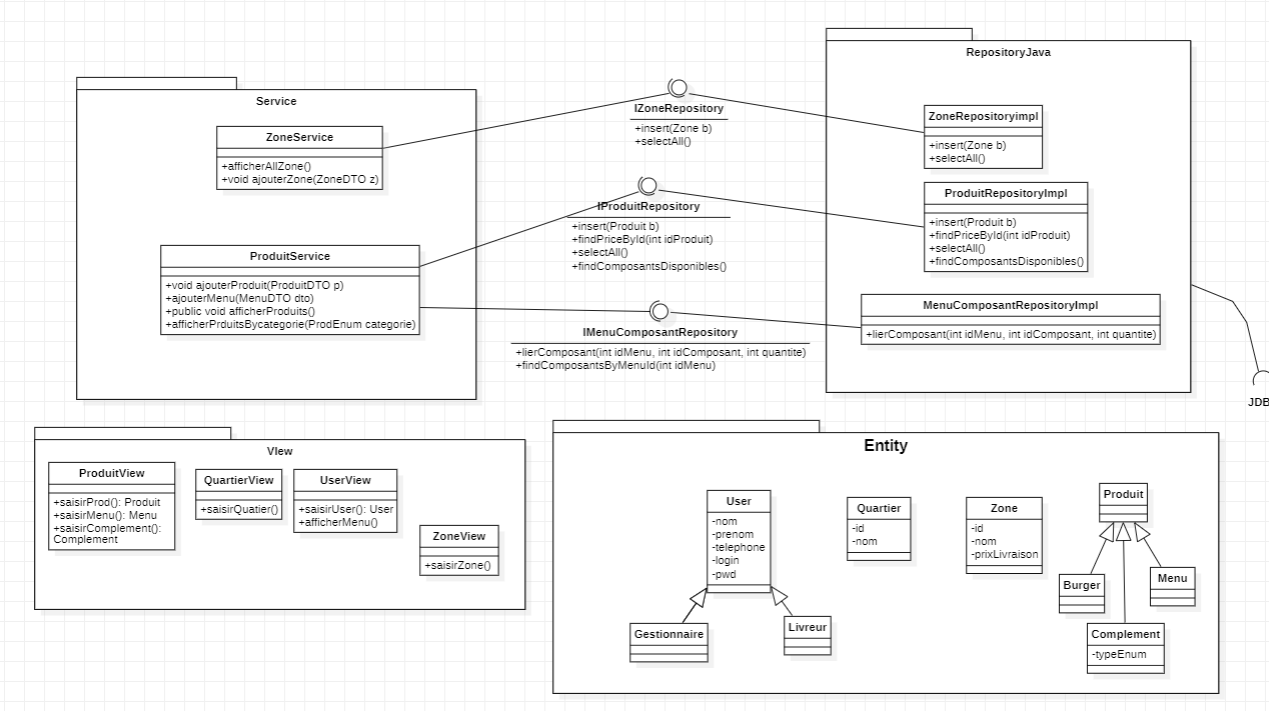 RepositoryJava
Service
IZoneRepository
+insert(Zone b)
+selectAll()
ZoneRepositoryimpl
+insert(Zone b)
+selectAll()
ZoneService
+afficherAllZone()
+void ajouterZone(ZoneDTO z)
IProduitRepository
+insert(Produit b)
+findPriceById(int idProduit)
+selectAll()
+findComposantsDisponibles()
ProduitRepositoryImpl
+insert(Produit b)
+findPriceById(int idProduit)
+selectAll()
+findComposantsDisponibles()
ProduitService
+void ajouterProduit(ProduitDTO p)
+ajouterMenu(MenuDTO dto)
+public void afficherProduits()
+afficherPrduitsBycategorie(ProdEnum categorie)
IMenuComposantRepository
+lierComposant(int idMenu, int idComposant, int quantite)
+findComposantsByMenuId(int idMenu)
MenuComposantRepositoryImpl
+lierComposant(int idMenu, int idComposant, int quantite)
JDB
VIew
ProduitView
+saisirProd(): Produit
+saisirMenu(): Menu
+saisirComplement():
Complement
QuartierView
+saisirQuatier()
UserView
+saisirUser(): User
+afficherMenu()
ZoneView
+saisirZone()
Entity
User
-nom
-prenom
-telephone
-login
-pwd
Quartier
-id
-nom
Zone
-id
-nom
-prixLivraison
Produit
Burger
Menu
Complement
-typeEnum
Gestionnaire
Livreur